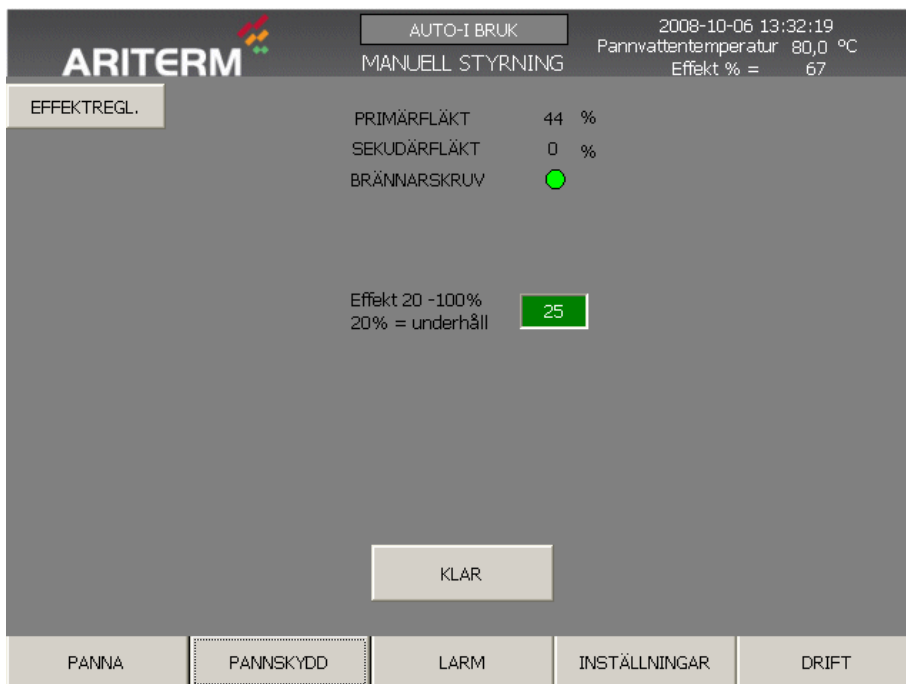 ARITERM
AUTO-I BRUK
MANUELL STYRNING
2008-10-06 13:32:19
Pannvattentemperatur 80,0 ºC
Effekt % = 67
EFFEKTREGL.
PRIMÄRFLÄKT 44 %
SEKUDÄRFLÄKT 0 %
BRÄNNARSKRUV
Effekt 20 -100%
20% = underhåll
25
KLAR
PANNA PANNSKYDD LARM INSTÄLLNINGAR DRIFT